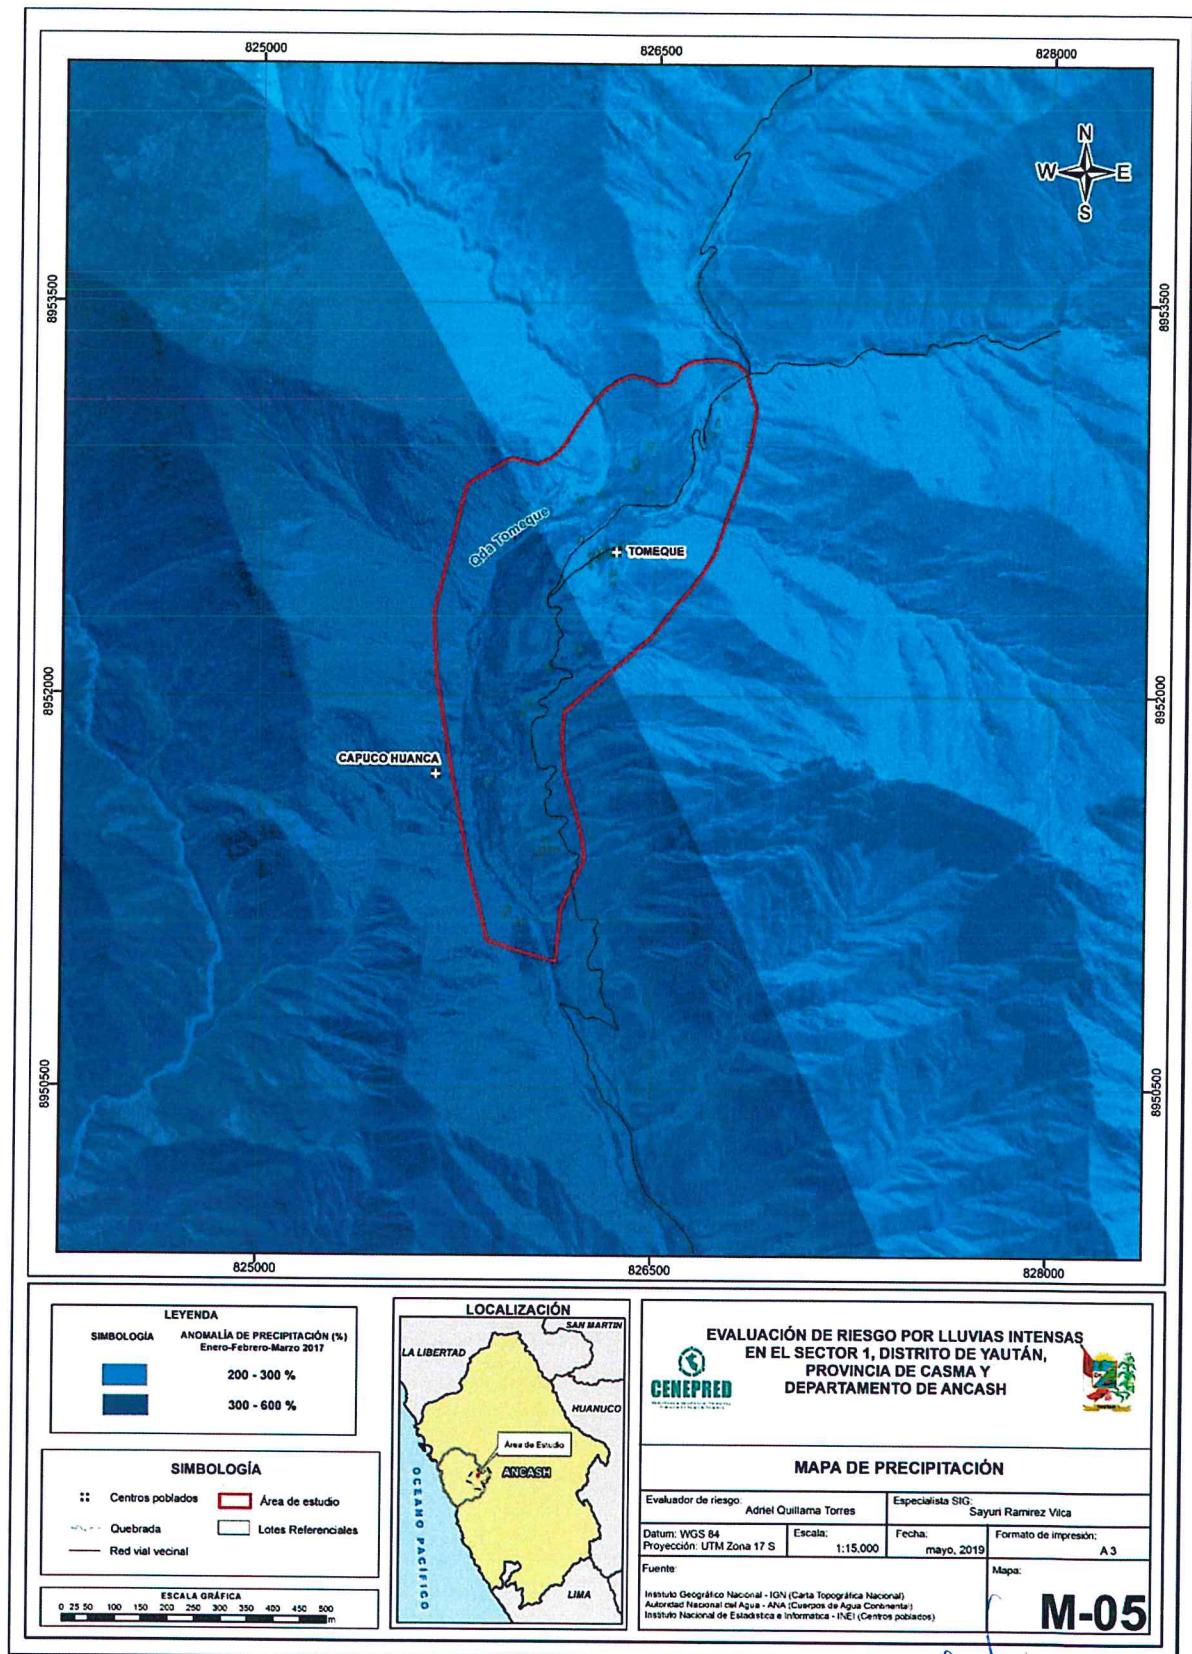 825000
826500
828000
N
W E
S
8953500
8953500
Qda Tomeque
TOMEQUE
8952000
8952000
CAPUCO HUANCA
8950500
8950500
825000
826500
828000
LEYENDA
SIMBOLOGÍA
ANOMALÍA DE PRECIPITACIÓN (%)
Enero-Febrero-Marzo 2017
200 - 300 %
300 - 600 %
SIMBOLOGÍA
Centros poblados
Área de estudio
Quebrada
Lotes Referenciales
Red vial vecinal
ESCALA GRÁFICA
0 25 50 100 150 200 250 300 350 400 450 500
m
LOCALIZACIÓN
SAN MARTIN
LA LIBERTAD
HUANUCO
Área de Estudio
ANCASH
OCEANO PACÍFICO
LIMA
CENEPRED
EVALUACIÓN DE RIESGO POR LLUVIAS INTENSAS
EN EL SECTOR 1, DISTRITO DE YAUTÁN,
PROVINCIA DE CASMA Y
DEPARTAMENTO DE ANCASH
MAPA DE PRECIPITACIÓN
Evaluador de riesgo:
Adriel Quillama Torres
Especialista SIG:
Sayuri Ramirez Vilca
Datum: WGS 84
Proyección: UTM Zona 17 S
Escala:
1:15,000
Fecha:
mayo, 2019
Formato de impresión:
A 3
Fuente:
Instituto Geográfico Nacional - IGN (Carta Topográfica Nacional)
Autoridad Nacional del Agua - ANA (Cuerpos de Agua Continental)
Instituto Nacional de Estadistica e Informatica - INEI (Centros poblados)
Mapa:
M-05